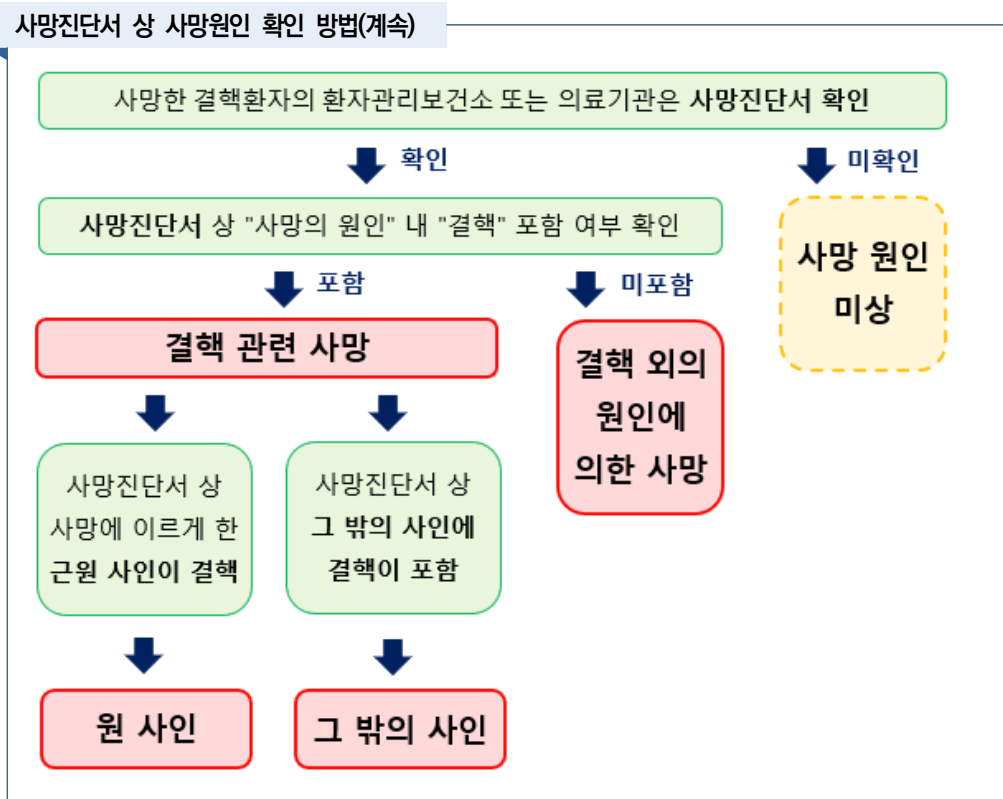 사망진단서 상 사망원인 확인 방법(계속)
사망한 결핵환자의 환자관리보건소 또는 의료기관은 사망진단서 확인
확인
미확인
사망진단서 상 "사망의 원인" 내 "결핵" 포함 여부 확인
사망 원인
미상
포함
미포함
결핵 관련 사망
결핵 외의
원인에
의한 사망
사망진단서 상
사망에 이르게 한
근원 사인이 결핵
사망진단서 상
그 밖의 사인에
결핵이 포함
원 사인
그 밖의 사인